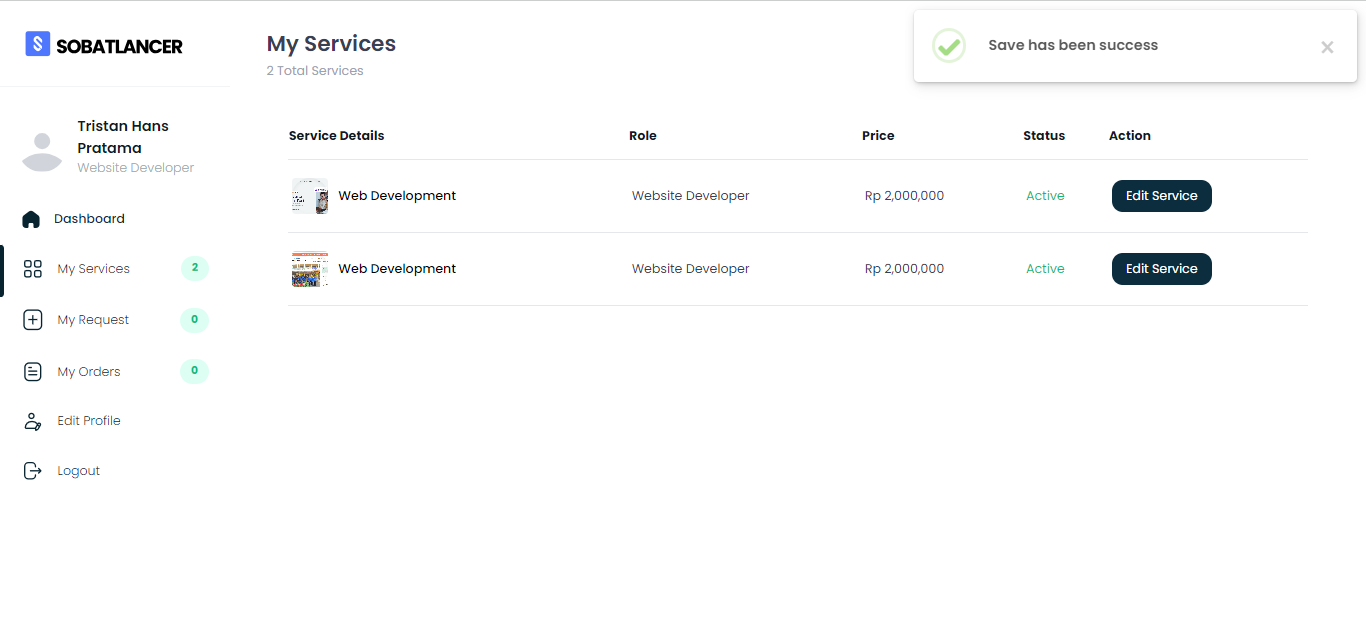 SOBATLANCER
Tristan Hans
Pratama
Website Developer
Dashboard
My Services 2
My Request 0
My Orders 0
Edit Profile
Logout
My Services
2 Total Services
Save has been success
Service Details Role Price Status Action
Web Development Website Developer Rp 2,000,000 Active Edit Service
Web Development Website Developer Rp 2,000,000 Active Edit Service